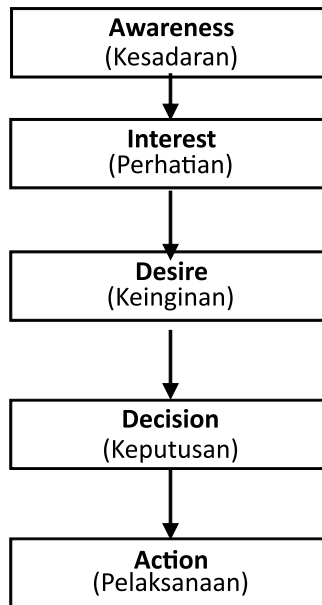 Awareness
(Kesadaran)
Interest
(Perhatian)
Desire
(Keinginan)
Decision
(Keputusan)
Action
(Pelaksanaan)